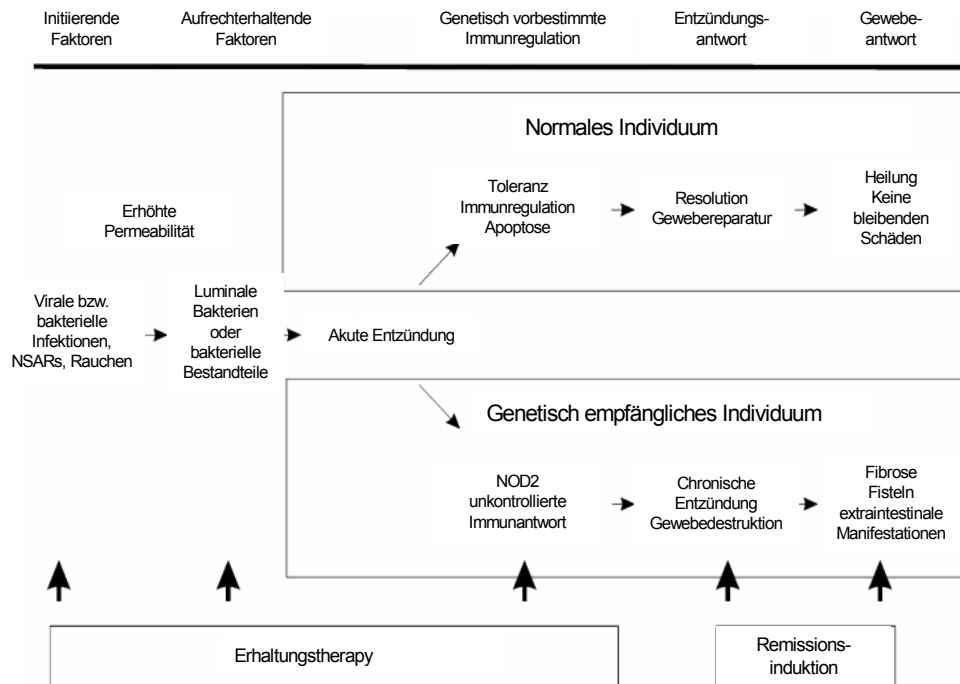 Initiierende
Faktoren
Aufrechterhaltende
Faktoren
Genetisch vorbestimmte
Immunregulation
Entzündungs-
antwort
Gewebe-
antwort
Normales Individuum
Erhöhte
Permeabilität
Toleranz
Immunregulation
Apoptose
Resolution
Gewebereparatur
Heilung
Keine
bleibenden
Schäden
Virale bzw.
bakterielle
Infektionen,
NSARs, Rauchen
Luminale
Bakterien
oder
bakterielle
Bestandteile
Akute Entzündung
Genetisch empfängliches Individuum
NOD2
unkontrollierte
Immunantwort
Chronische
Entzündung
Gewebedestruktion
Fibrose
Fisteln
extraintestinale
Manifestationen
Erhaltungstherapy
Remissions-
induktion